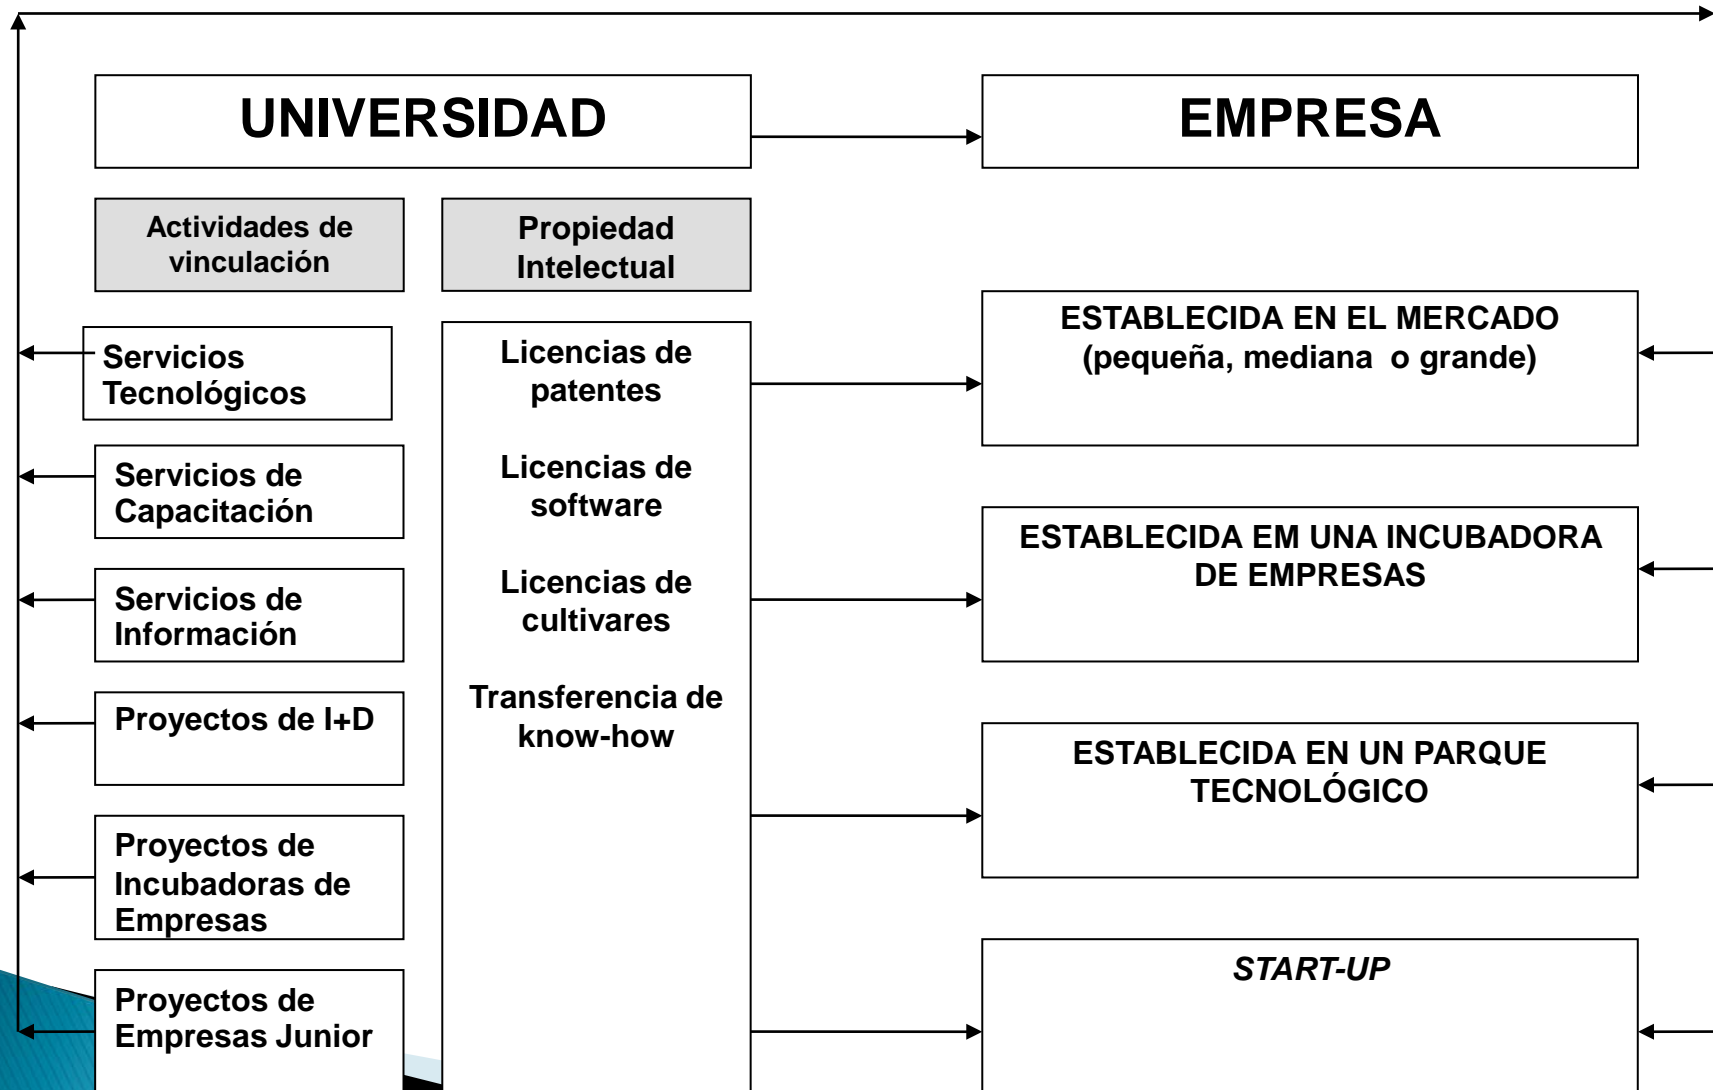 UNIVERSIDAD
EMPRESA
Actividades de
vinculación
Propiedad
Intelectual
Servicios
Tecnológicos
Servicios de
Capacitación
Servicios de
Información
Proyectos de I+D
Proyectos de
Incubadoras de
Empresas
Proyectos de
Empresas Junior
Licencias de
patentes
Licencias de
software
Licencias de
cultivares
Transferencia de
know-how
ESTABLECIDA EN EL MERCADO
(pequeña, mediana o grande)
ESTABLECIDA EM UNA INCUBADORA
DE EMPRESAS
ESTABLECIDA EN UN PARQUE
TECNOLÓGICO
START-UP